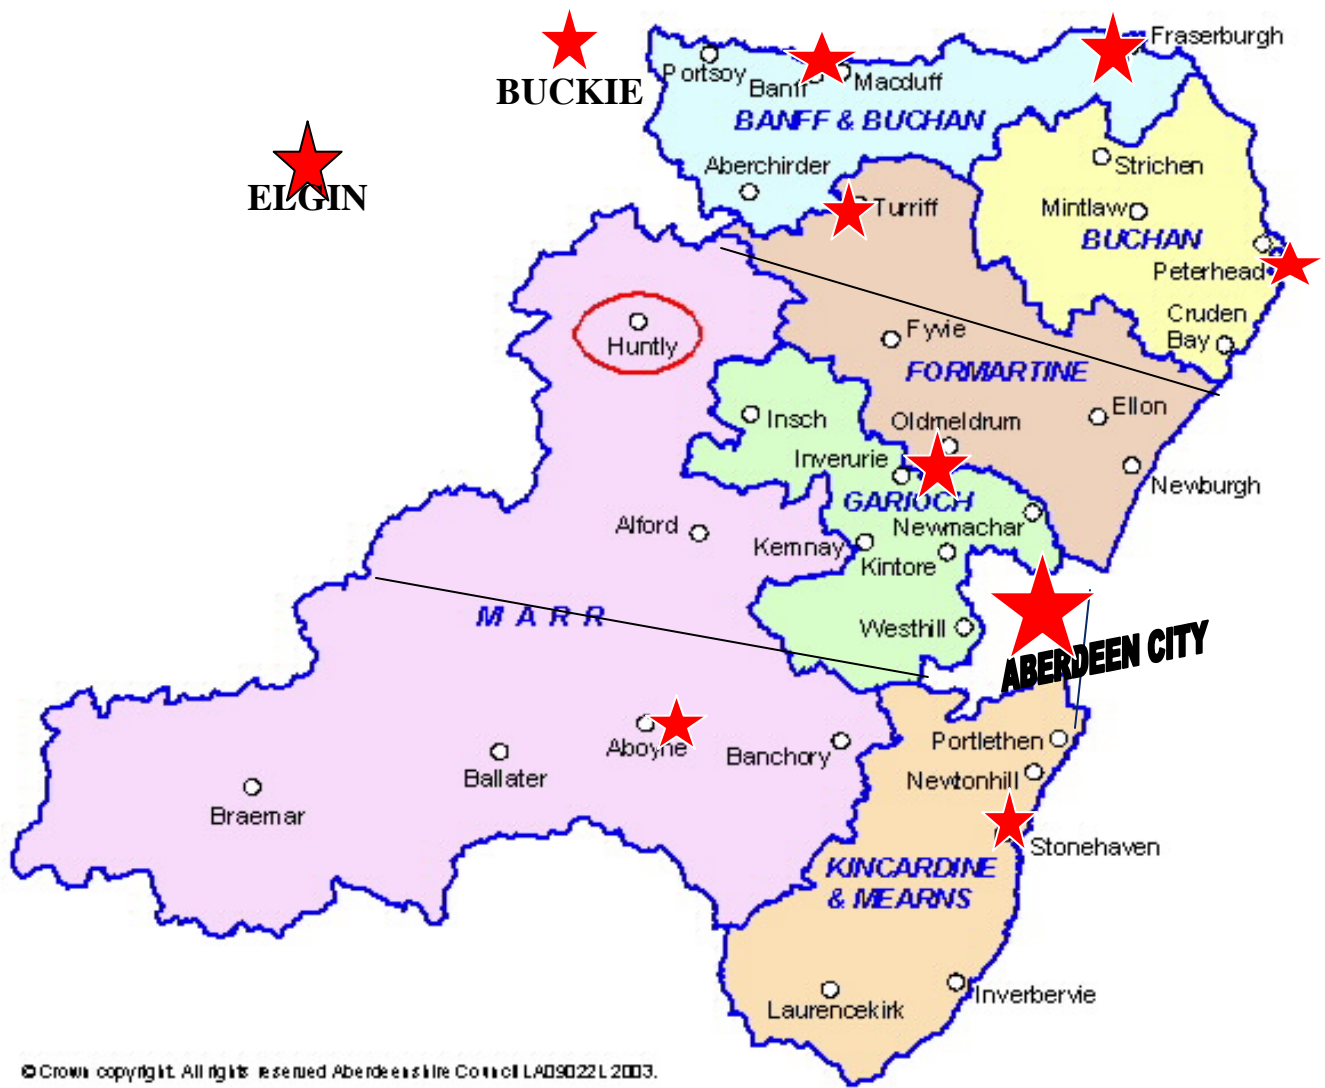 Fraserburgh
BUCKIE
Portsoy
Banff
Macduff
BANFF & BUCHAN
Aberchirder
Strichen
ELGIN
Turriff
Mintlaw
BUCHAN
Peterhead
Cruden
Bay
Huntly
Fyvie
FORMARTINE
Insch
Oldmeldrum
Ellon
Inverurie
Newburgh
GARIOCH
Alford
Newmachar
Kemnay
Kintore
MARR
Westhill
ABERDEEN CITY
Aboyne
Banchory
Portlethen
Ballater
Newtonhill
Braemar
Stonehaven
KINCARDINE
& MEARNS
Laurencekirk
Inverbervie
© Crown copyright. All rights reserved Aberdeenshire Council LA09022L 2003.